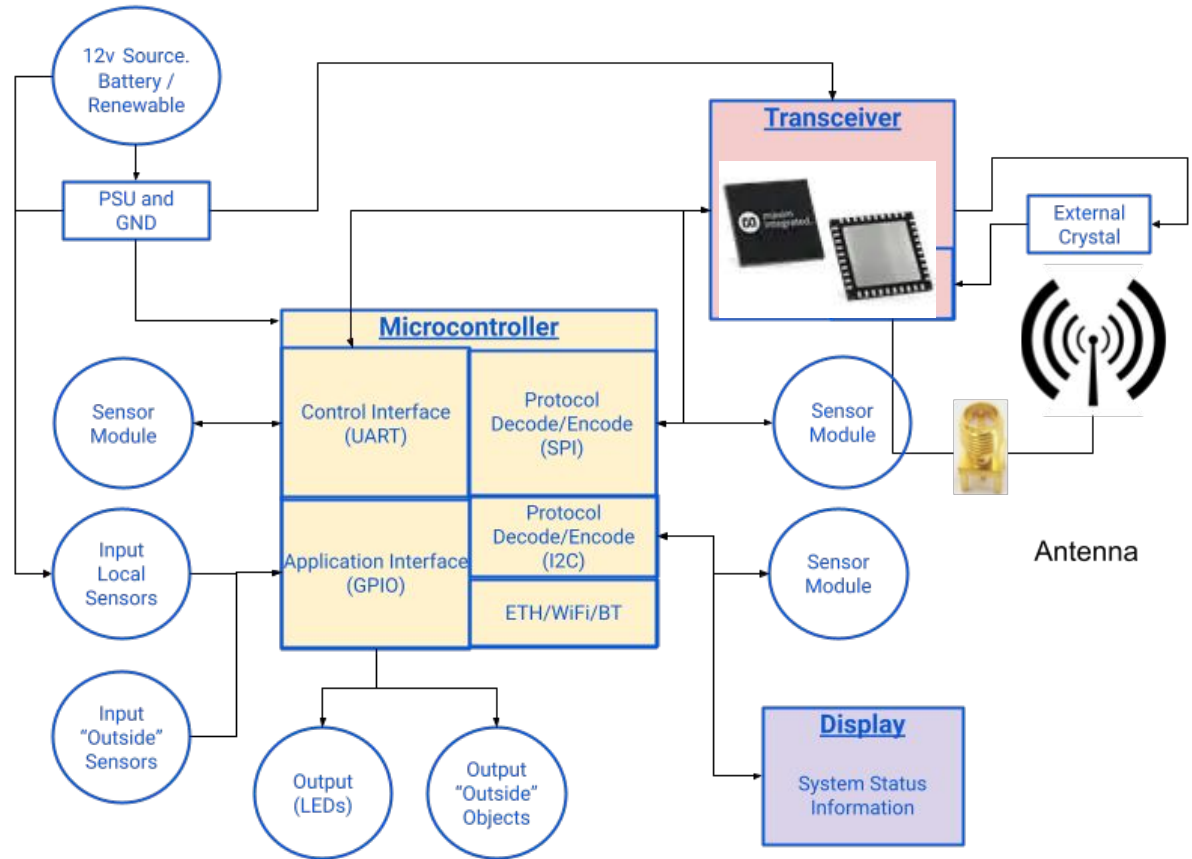 12v Source.
Battery /
Renewable
PSU and
GND
Transceiver
maxim
integrated.
External
Crystal
Microcontroller
Control Interface
(UART)
Protocol
Decode/Encode
(SPI)
Sensor
Module
Sensor
Module
Application Interface
(GPIO)
Protocol
Decode/Encode
(I2C)
ETH/WiFi/BT
Input
Local
Sensors
Sensor
Module
Antenna
Input
“Outside”
Sensors
Output
(LEDs)
Output
“Outside”
Objects
Display
System Status
Information